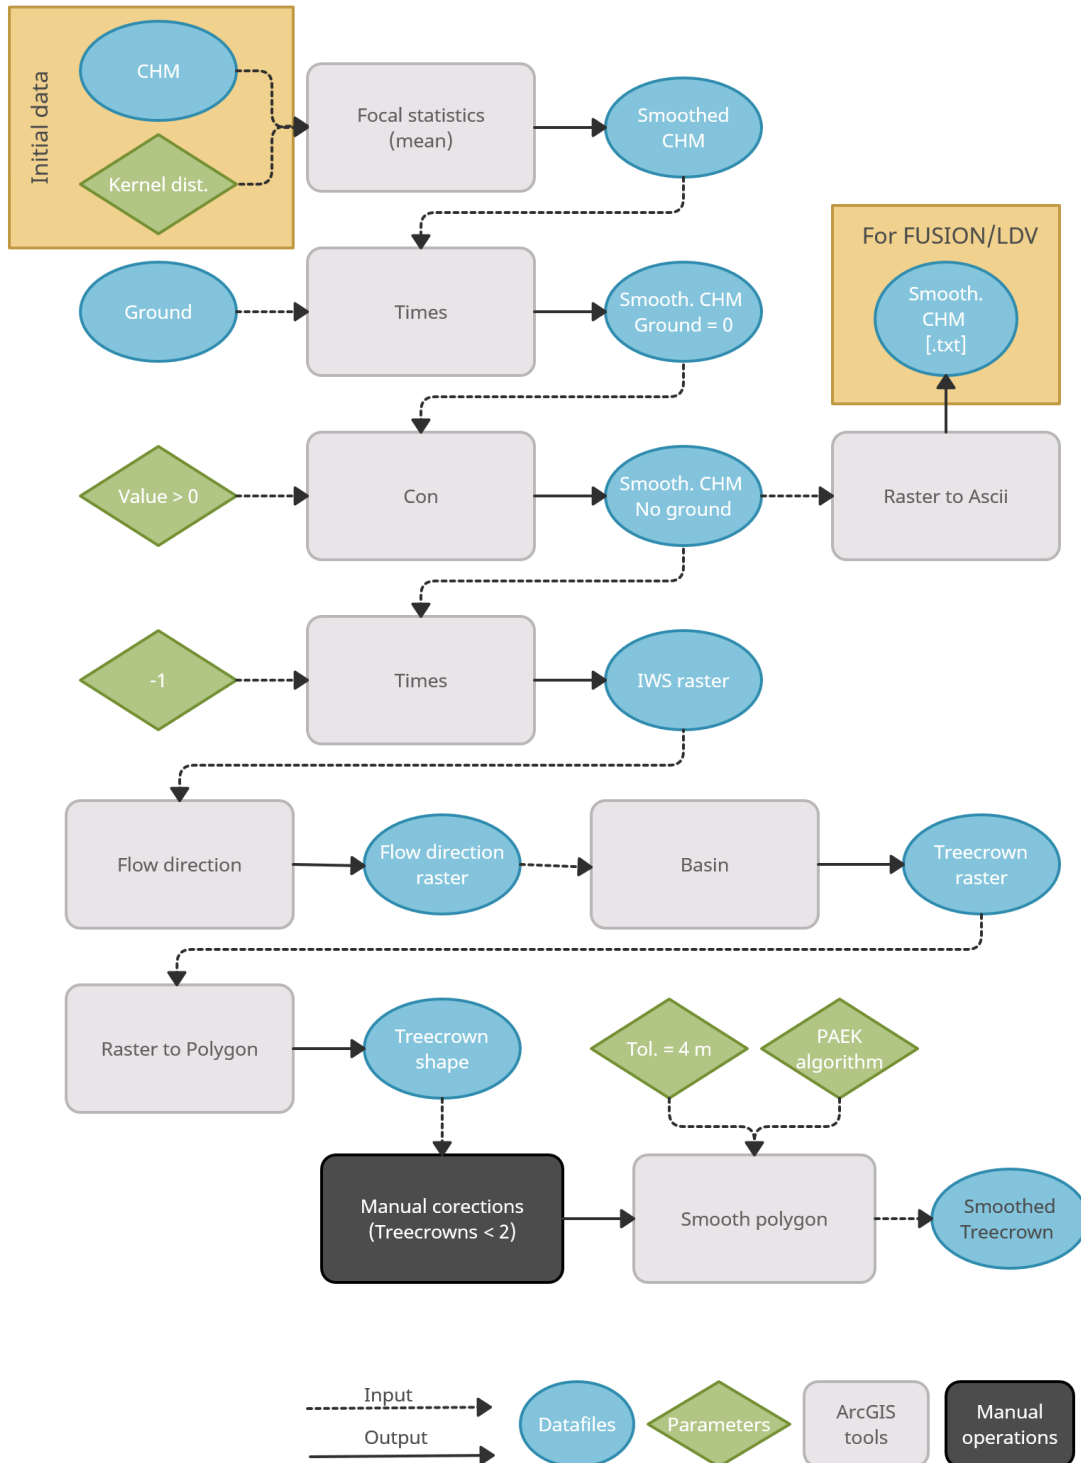 Initial data
CHM
Kernel dist.
Focal statistics
(mean)
Smoothed
CHM
Ground
Times
Smooth. CHM
Ground = 0
For FUSION/LDV
Smooth.
CHM
[.txt]
Value > 0
Con
Smooth. CHM
No ground
Raster to Ascii
-1
Times
IWS raster
Flow direction
Flow direction
raster
Basin
Treecrown
raster
Raster to Polygon
Treecrown
shape
Tol. = 4 m
PAEK
algorithm
Manual corections
(Treecrowns < 2)
Smooth polygon
Smoothed
Treecrown
Input
Output
Datafiles
Parameters
ArcGIS
tools
Manual
operations